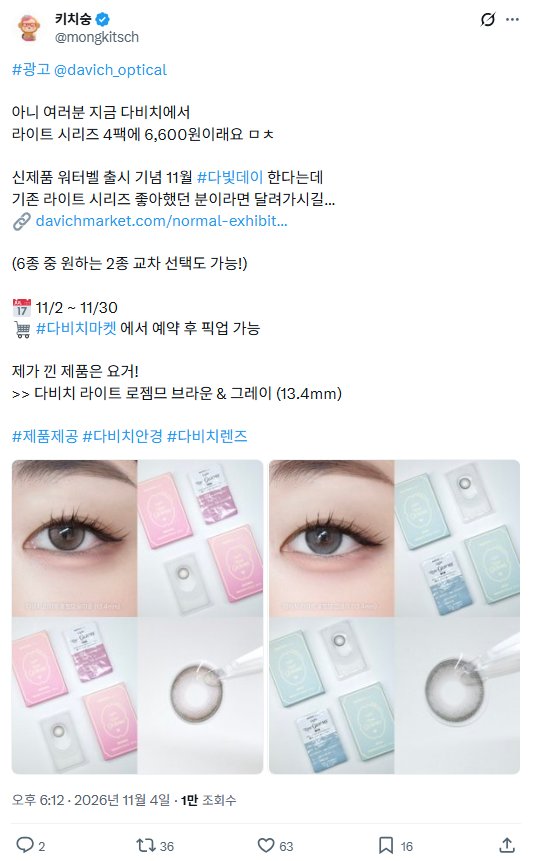 키치숭
@mongkitsch
#광고 @davich_optical
아니 여러분 지금 다비치에서
라이트 시리즈 4팩에 6,600원이래요 ㅁㅊ
신제품 워터벨 출시 기념 11월 #다빛데이 한다는데
기존 라이트 시리즈 좋아했던 분이라면 달려가시길...
davichmarket.com/normal-exhibit...
(6종 중 원하는 2종 교차 선택도 가능!)
11/2 ~ 11/30
#다비치마켓 에서 예약 후 픽업 가능
제가 낀 제품은 요거!
>> 다비치 라이트 로젬므 브라운 & 그레이 (13.4mm)
#제품제공 #다비치안경 #다비치렌즈
오후 6:12 · 2026년 11월 4일 · 1만 조회수
2 36 63 16